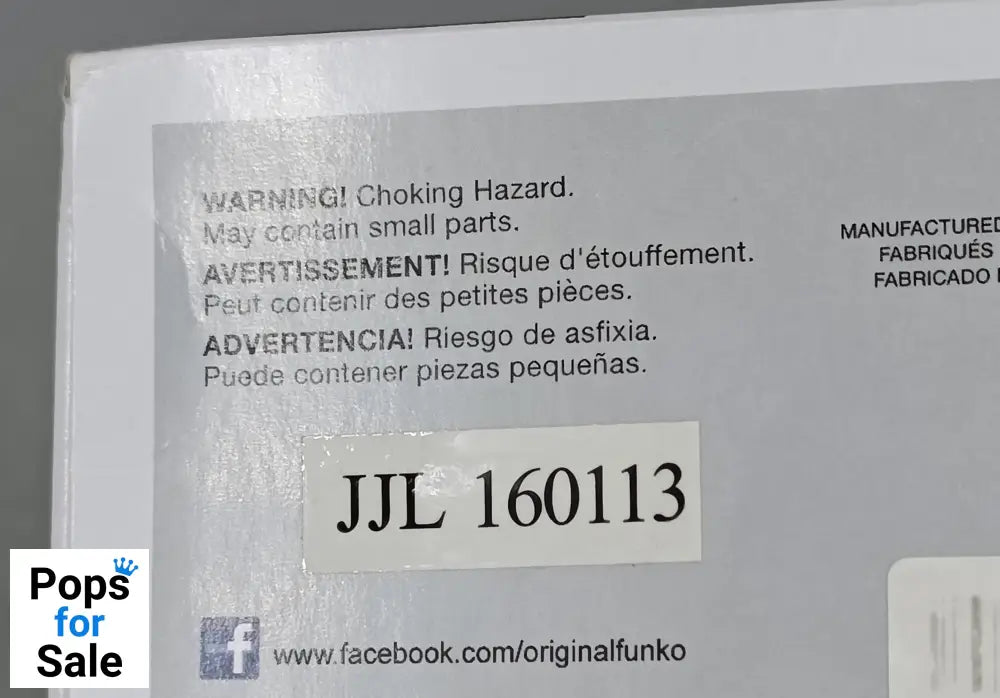 WARNING! Choking Hazard.
May contain small parts.
AVERTISSEMENT! Risque d'étouffement.
Peut contenir des petites pièces.
ADVERTENCIA! Riesgo de asfixia.
Puede contener piezas pequeñas.
MANUFACTURED
FABRIQUÉS
FABRICADO
JJL 160113
f www.facebook.com/originalfunko
Pops
for
Sale